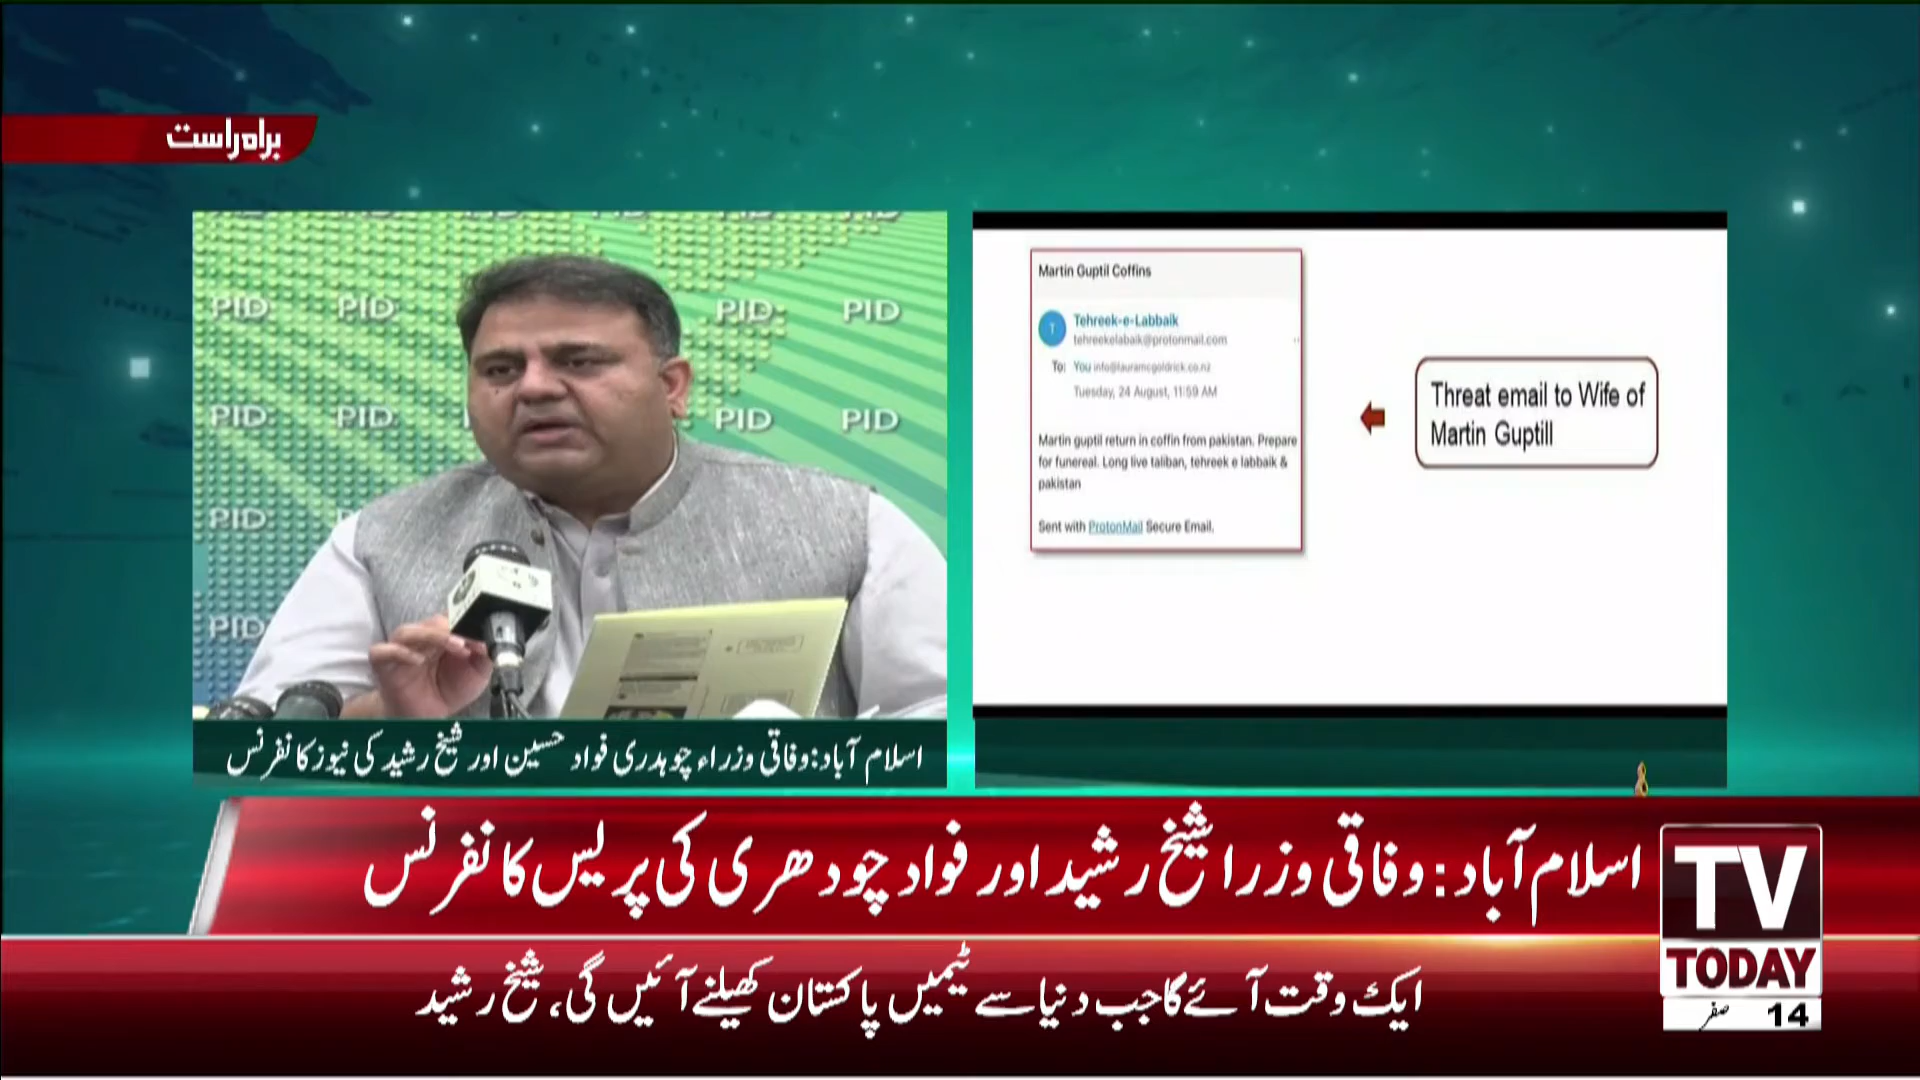 براہ راست
PID PID PID PID
PID PID PID PID
PID
PID
Martin Guptil Coffins
T
Tehreek-e-Labbaik
tehreekelabaik@protonmail.com
To: You info@lauramcgoldrick.co.nz
Tuesday, 24 August, 11:59 AM
Martin guptil return in coffin from pakistan. Prepare
for funereal. Long live taliban, tehreek e labbaik &
pakistan
Sent with ProtonMail Secure Email.
Threat email to Wife of
Martin Guptill
اسلام آباد: وفاقی وزراء چوہدری فواد حسین اور شیخ رشید کی نیوز کانفرنس
اسلام آباد: وفاقی وزرا شیخ رشید اور فواد چودھری کی پریس کانفرنس
ایک وقت آئے گا جب دنیا سے ٹیمیں پاکستان کھیلنے آئیں گی، شیخ رشید
TV
TODAY
14 صفر